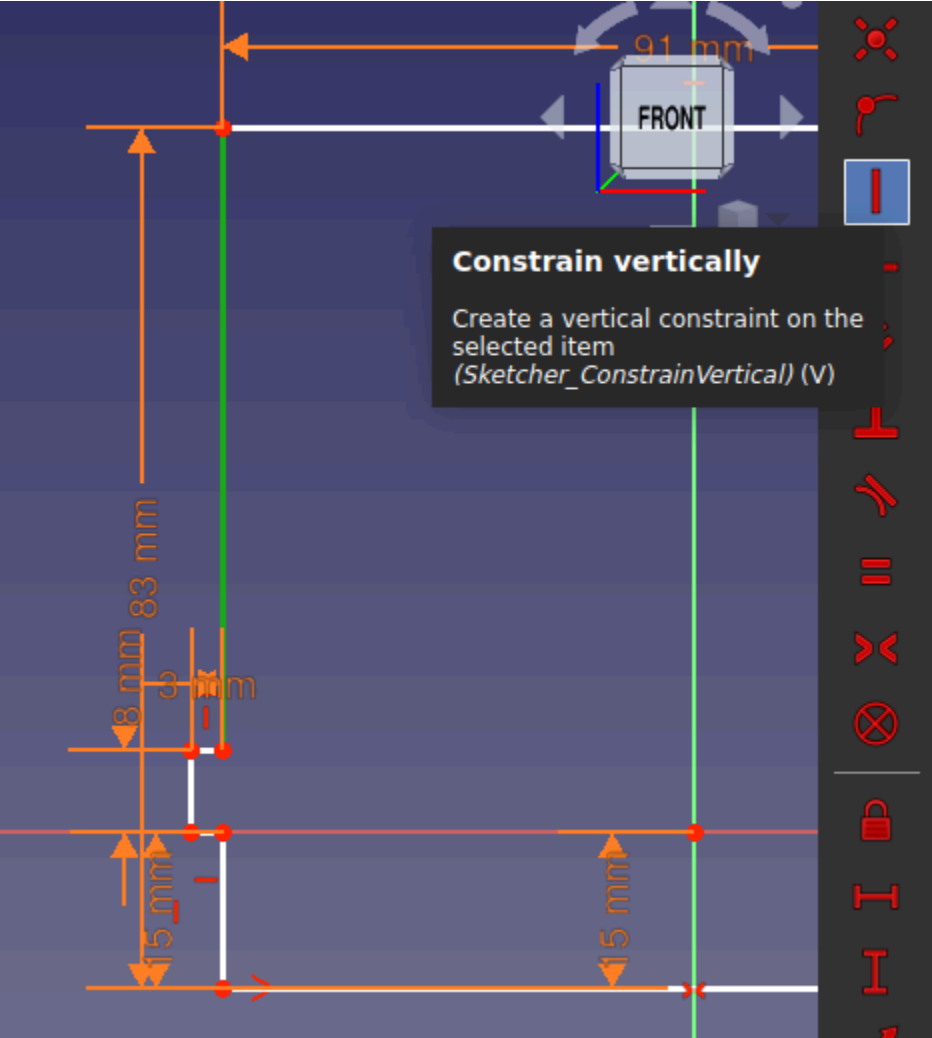 91 mm
FRONT
Constrain vertically
Create a vertical constraint on the
selected item
(Sketcher_ConstrainVertical) (V)
83 mm
8 mm
3 mm
15 mm
15 mm